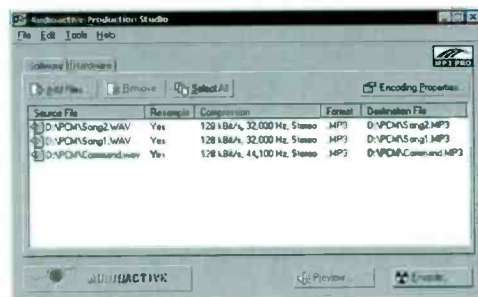 Audioactive Production Studio
File Edit Tools Help
MP3 PRO
Software Hardware
Add Files... Remove Select All Encoding Properties...
Source File Resample Compression Format Destination File
D:\PCM\Song2.WAV Yes 128 kBit/s, 32,000 Hz, Stereo .MP3 D:\PCM\Song2.MP3
D:\PCM\Song1.WAV Yes 128 kBit/s, 32,000 Hz, Stereo .MP3 D:\PCM\Song1.MP3
D:\PCM\Command.wav Yes 128 kBit/s, 44,100 Hz, Stereo .MP3 D:\PCM\Command.MP3
AUDIOACTIVE Preview... Encode...